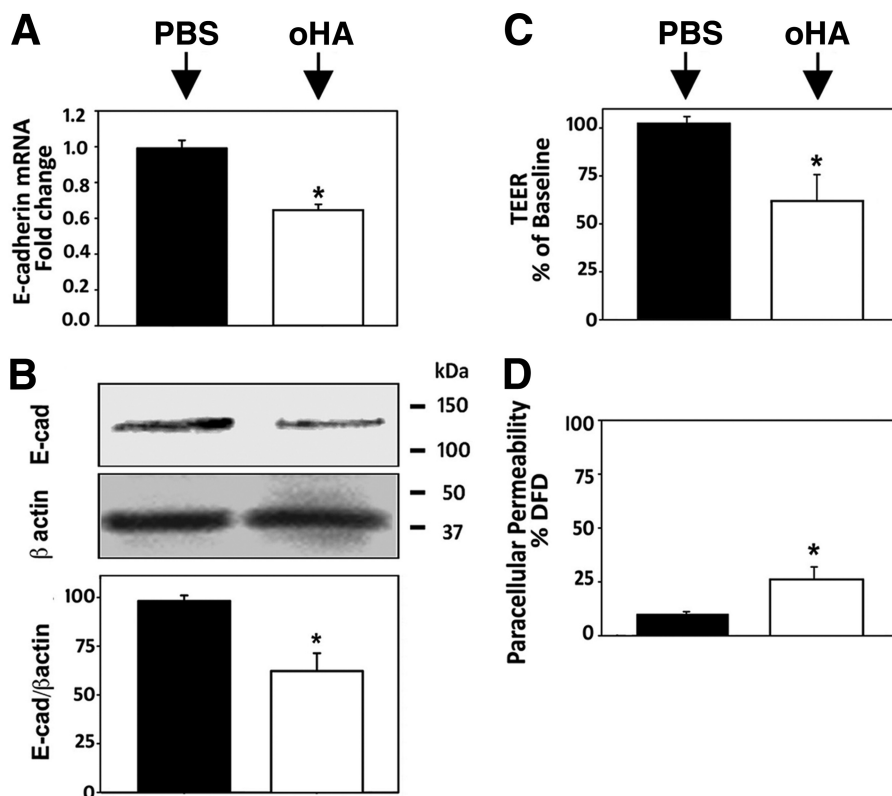 A
PBS
oHA
E-cadherin mRNA
Fold change
1.2
1.0
0.8
0.6
0.4
0.2
0.0
*
B
kDa
E-cad
150
100
β actin
50
37
E-cad/βactin
100
75
50
25
0
*
C
PBS
oHA
TEER
% of Baseline
100
75
50
25
0
*
D
Paracellular Permeability
% DFD
100
75
50
25
0
*